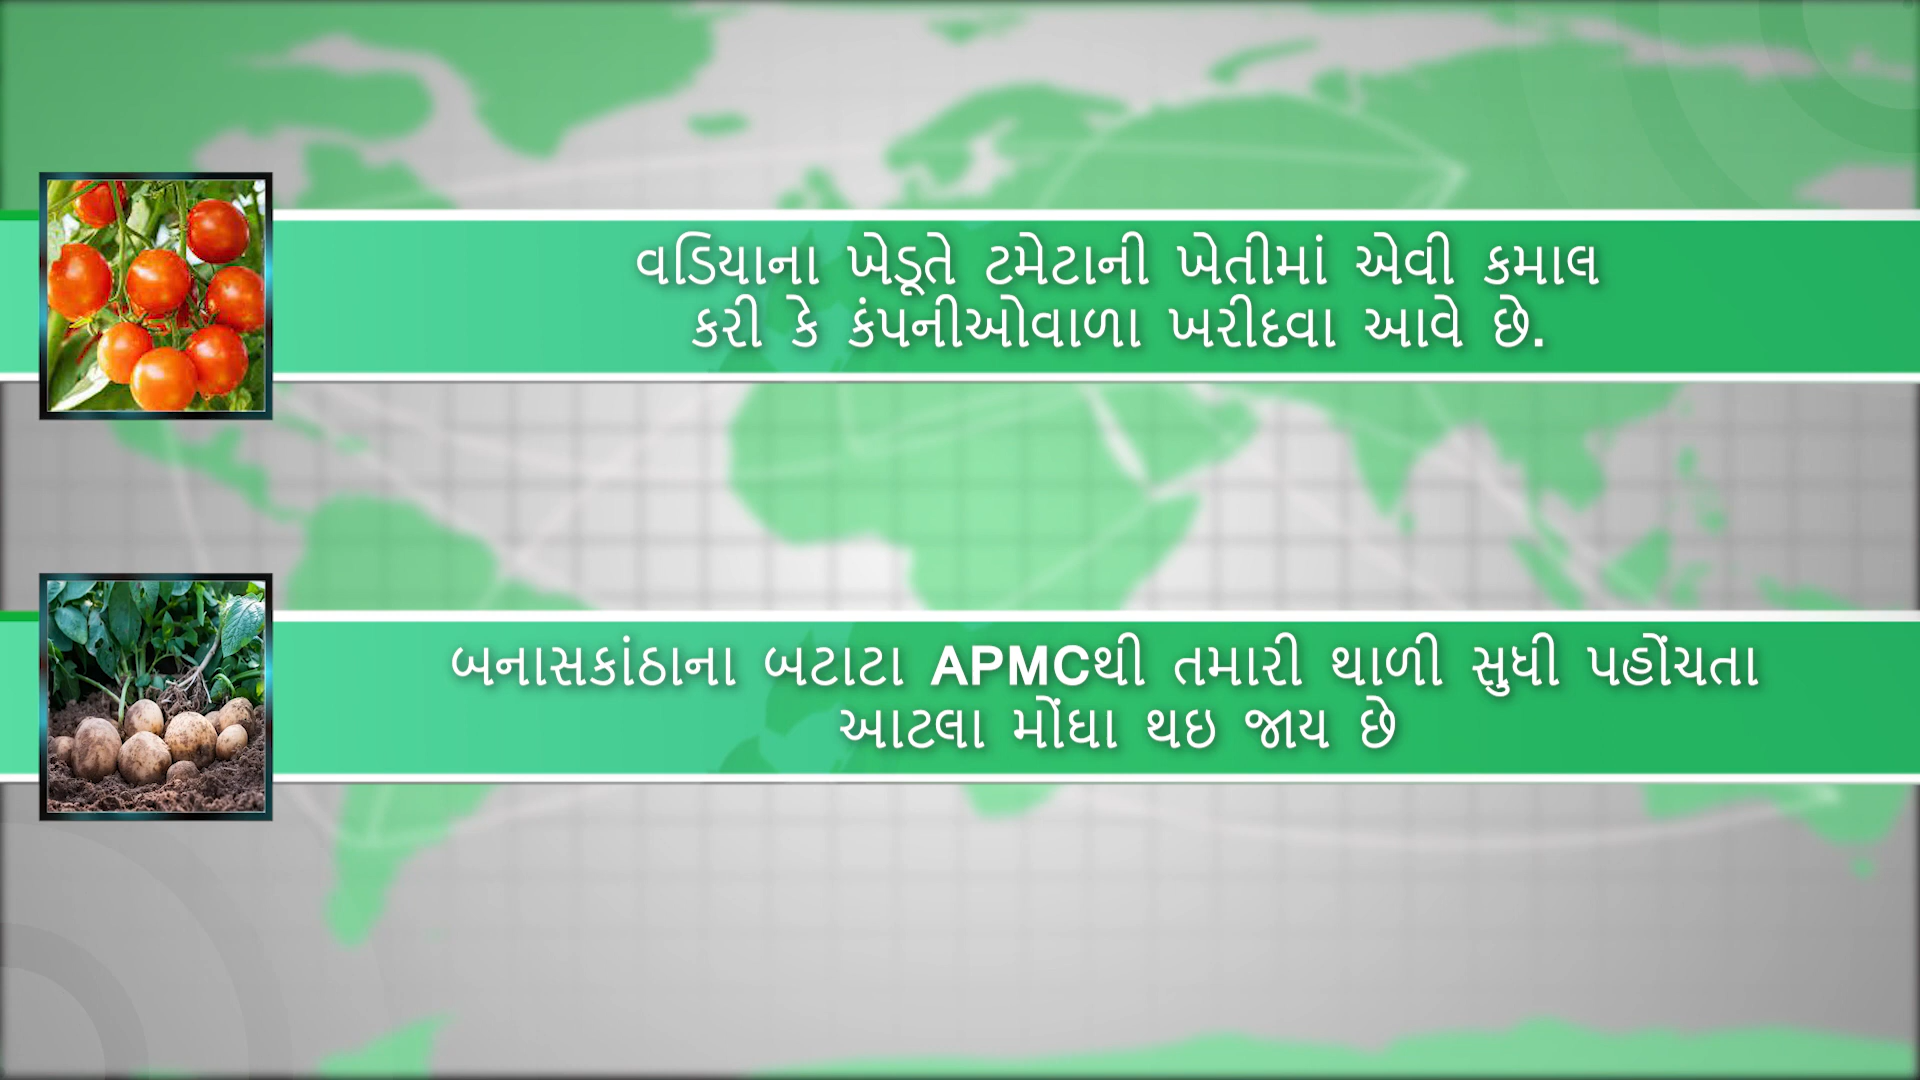 વડિયાના ખેડૂતે ટમેટાની ખેતીમાં એવી કમાલ
કરી કે કંપનીઓવાળા ખરીદવા આવે છે.
બનાસકાંઠાના બટાટા APMCથી તમારી થાળી સુધી પહોંચતા
આટલા મોંઘા થઇ જાય છે